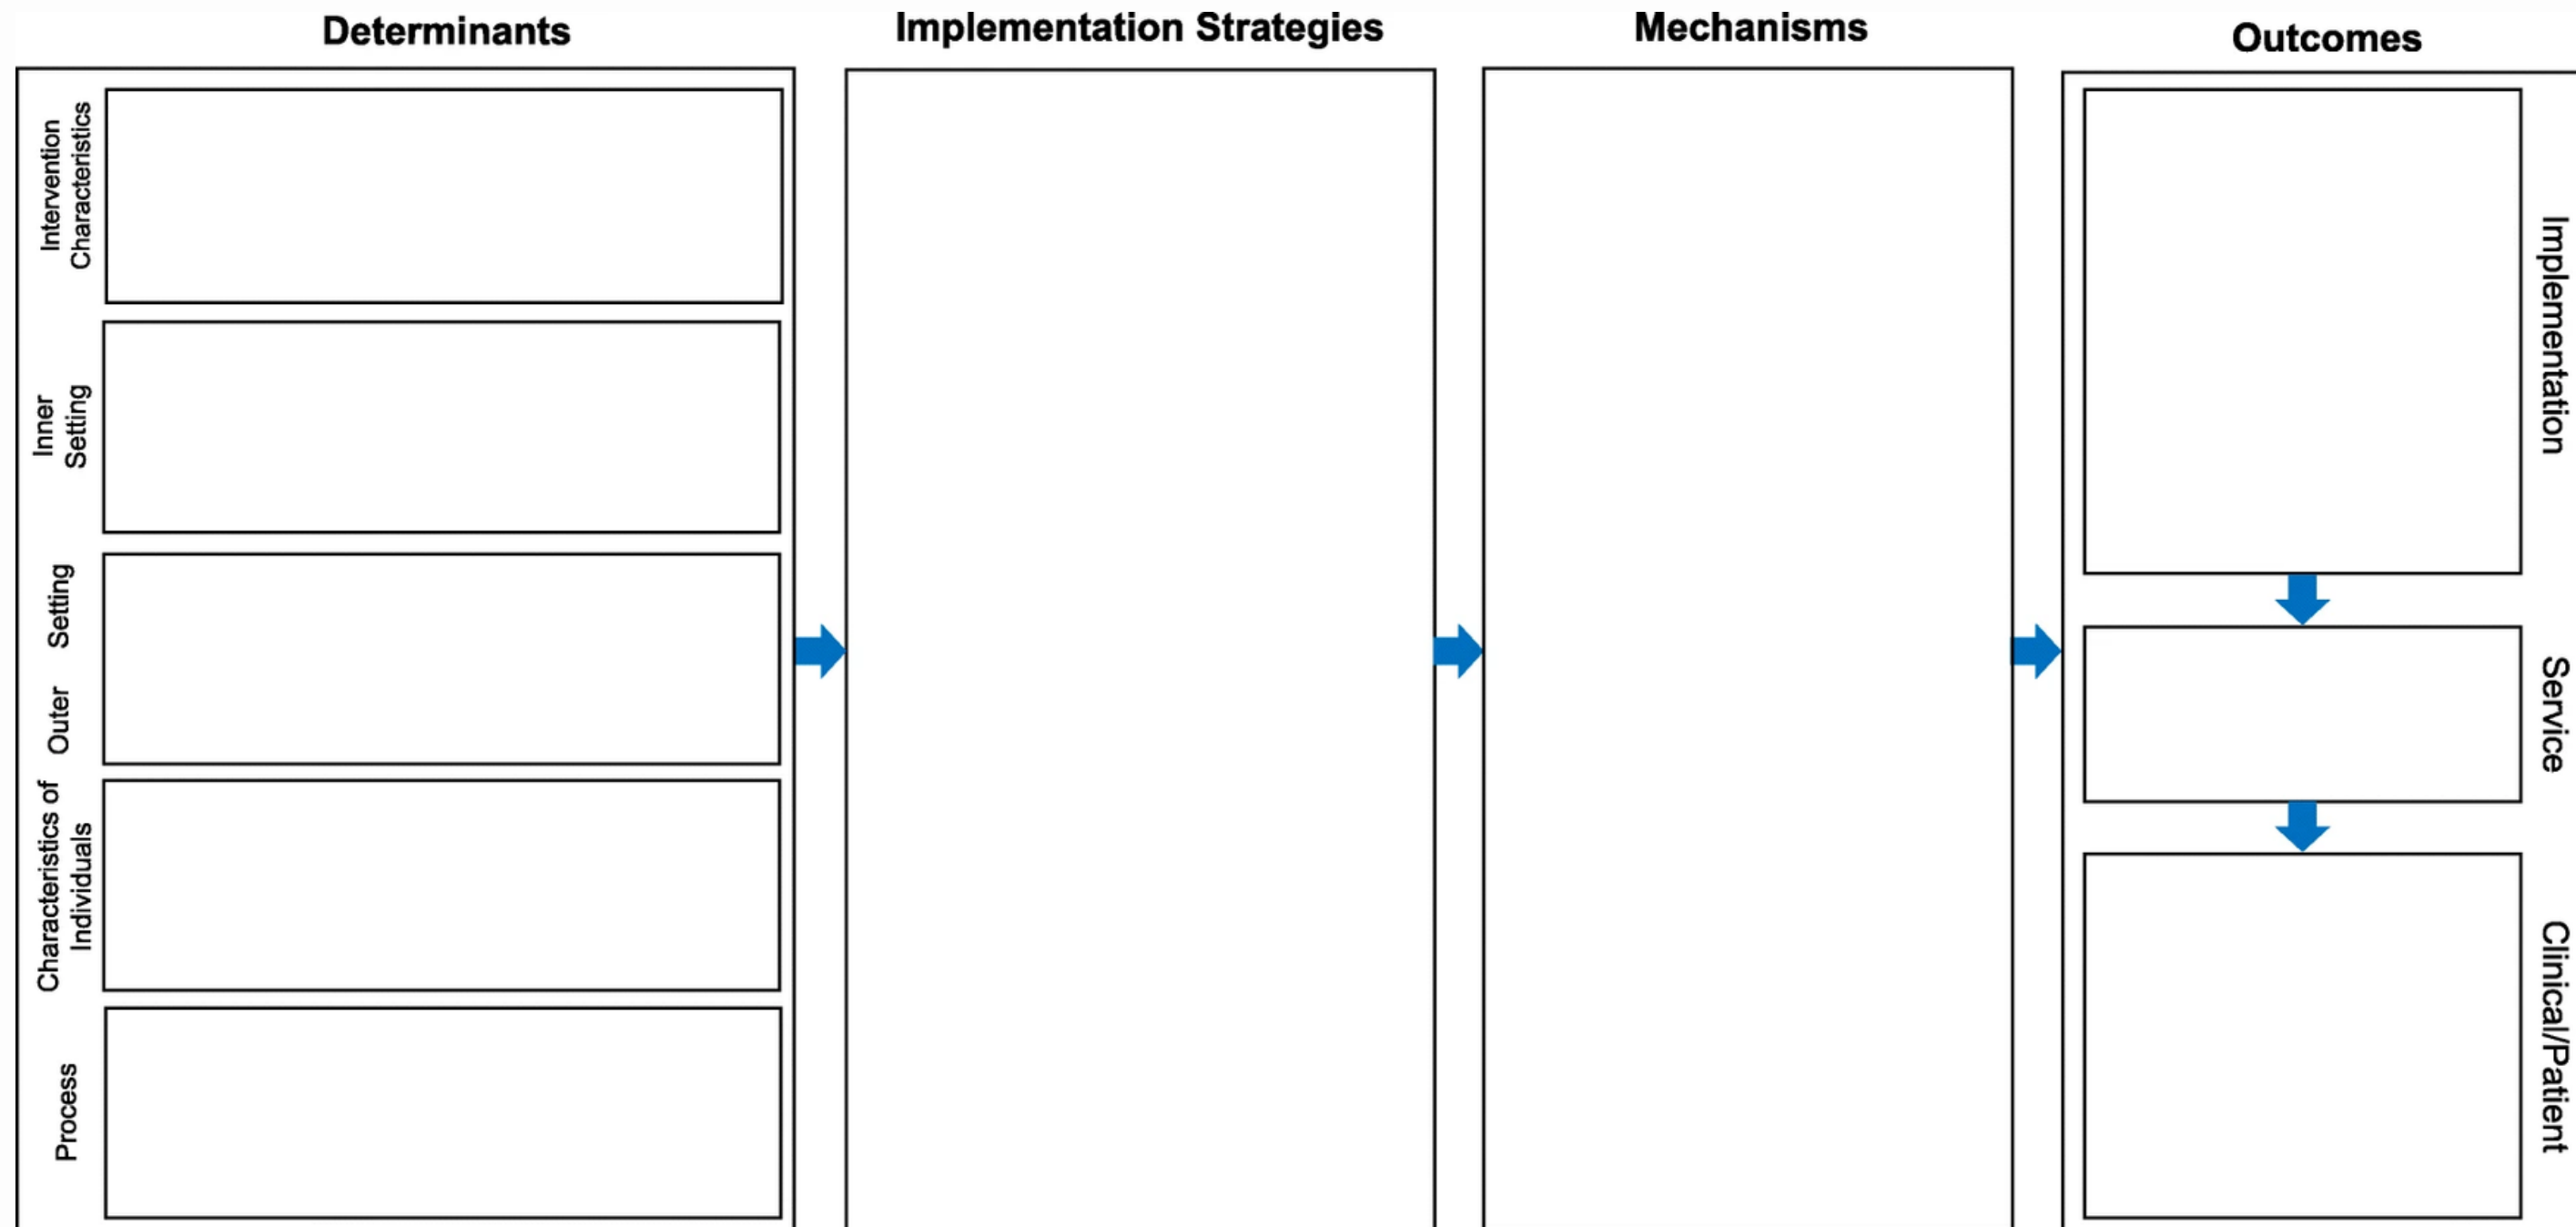 Determinants
Implementation Strategies
Mechanisms
Outcomes
Intervention
Characteristics
Inner
Setting
Outer Setting
Characteristics of
Individuals
Process
Implementation
Service
Clinical/Patient